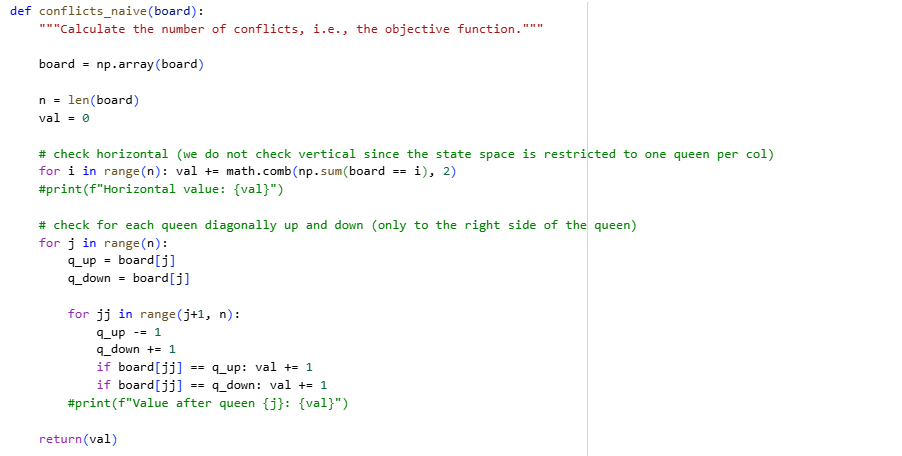 def conflicts_naive(board):
    """Calculate the number of conflicts, i.e., the objective function."""

    board = np.array(board)

    n = len(board)
    val = 0

    # check horizontal (we do not check vertical since the state space is restricted to one queen per col)
    for i in range(n): val += math.comb(np.sum(board == i), 2)
    #print(f"Horizontal value: {val}")

    # check for each queen diagonally up and down (only to the right side of the queen)
    for j in range(n):
        q_up = board[j]
        q_down = board[j]

        for jj in range(j+1, n):
            q_up -= 1
            q_down += 1
            if board[jj] == q_up: val += 1
            if board[jj] == q_down: val += 1
        #print(f"Value after queen {j}: {val}")

    return(val)